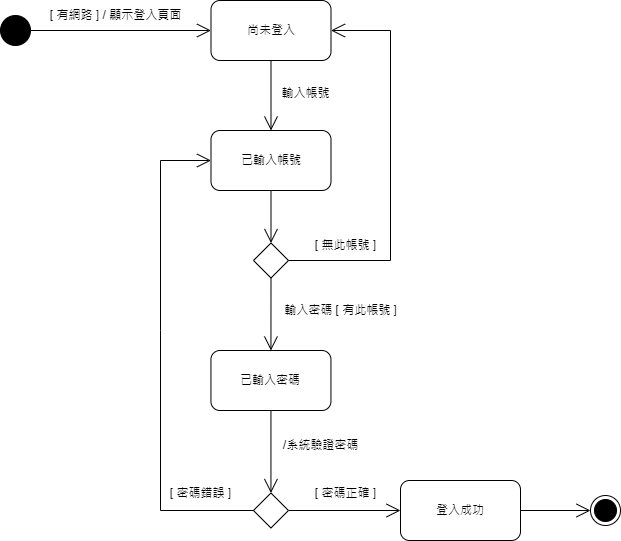 [ 有網路 ] / 顯示登入頁面
尚未登入
輸入帳號
已輸入帳號
[ 無此帳號 ]
輸入密碼 [ 有此帳號 ]
已輸入密碼
/系統驗證密碼
[ 密碼錯誤 ]
[ 密碼正確 ]
登入成功